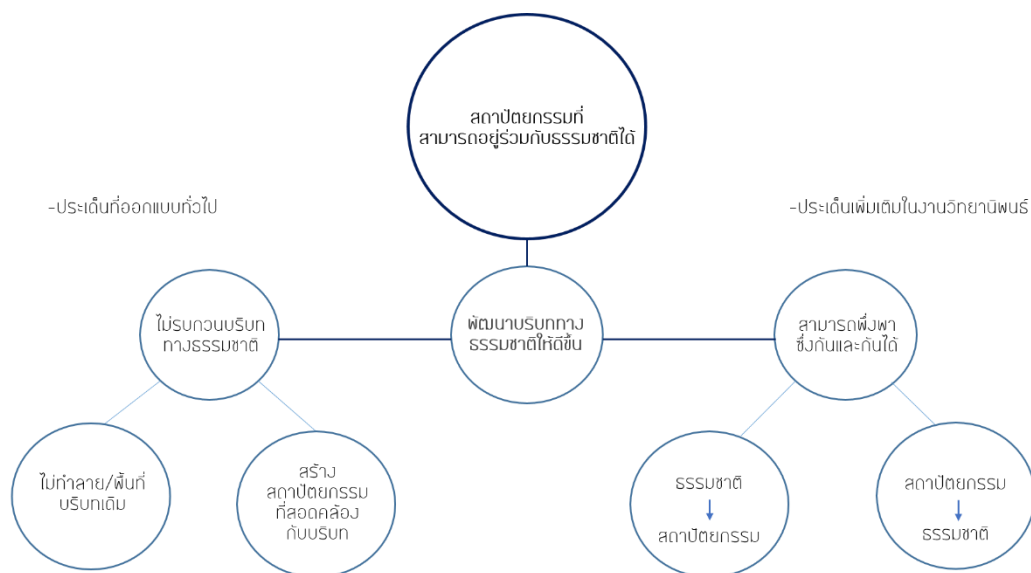 สถาปัตยกรรมที่
สามารถอยู่ร่วมกับธรรมชาติได้
-ประเด็นที่ออกแบบทั่วไป
-ประเด็นเพิ่มเติมในงานวิทยานิพนธ์
ไม่รบกวนบริบท
ทางธรรมชาติ
พัฒนาบริบททาง
ธรรมชาติให้ดีขึ้น
สามารถพึ่งพา
ซึ่งกันและกันได้
ไม่ทำลาย/พื้นที่
บริบทเดิม
สร้าง
สถาปัตยกรรม
ที่สอดคล้อง
กับบริบท
ธรรมชาติ
สถาปัตยกรรม
สถาปัตยกรรม
ธรรมชาติ